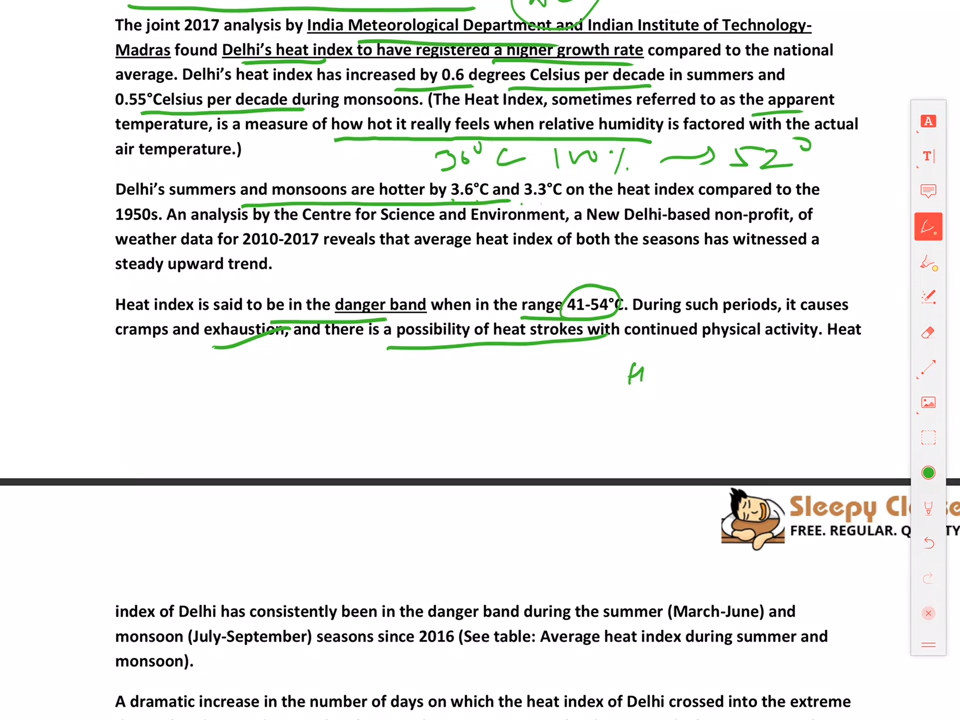 The joint 2017 analysis by India Meteorological Department and Indian Institute of Technology-
Madras found Delhi's heat index to have registered a higher growth rate compared to the national
average. Delhi's heat index has increased by 0.6 degrees Celsius per decade in summers and
0.55°Celsius per decade during monsoons. (The Heat Index, sometimes referred to as the apparent
temperature, is a measure of how hot it really feels when relative humidity is factored with the actual
air temperature.)
36°C 100% → 52°
Delhi's summers and monsoons are hotter by 3.6°C and 3.3°C on the heat index compared to the
1950s. An analysis by the Centre for Science and Environment, a New Delhi-based non-profit, of
weather data for 2010-2017 reveals that average heat index of both the seasons has witnessed a
steady upward trend.
Heat index is said to be in the danger band when in the range 41-54°C. During such periods, it causes
cramps and exhaustion, and there is a possibility of heat strokes with continued physical activity. Heat
H
Sleepy Cl
FREE. REGULAR. Q
index of Delhi has consistently been in the danger band during the summer (March-June) and
monsoon (July-September) seasons since 2016 (See table: Average heat index during summer and
monsoon).
A dramatic increase in the number of days on which the heat index of Delhi crossed into the extreme